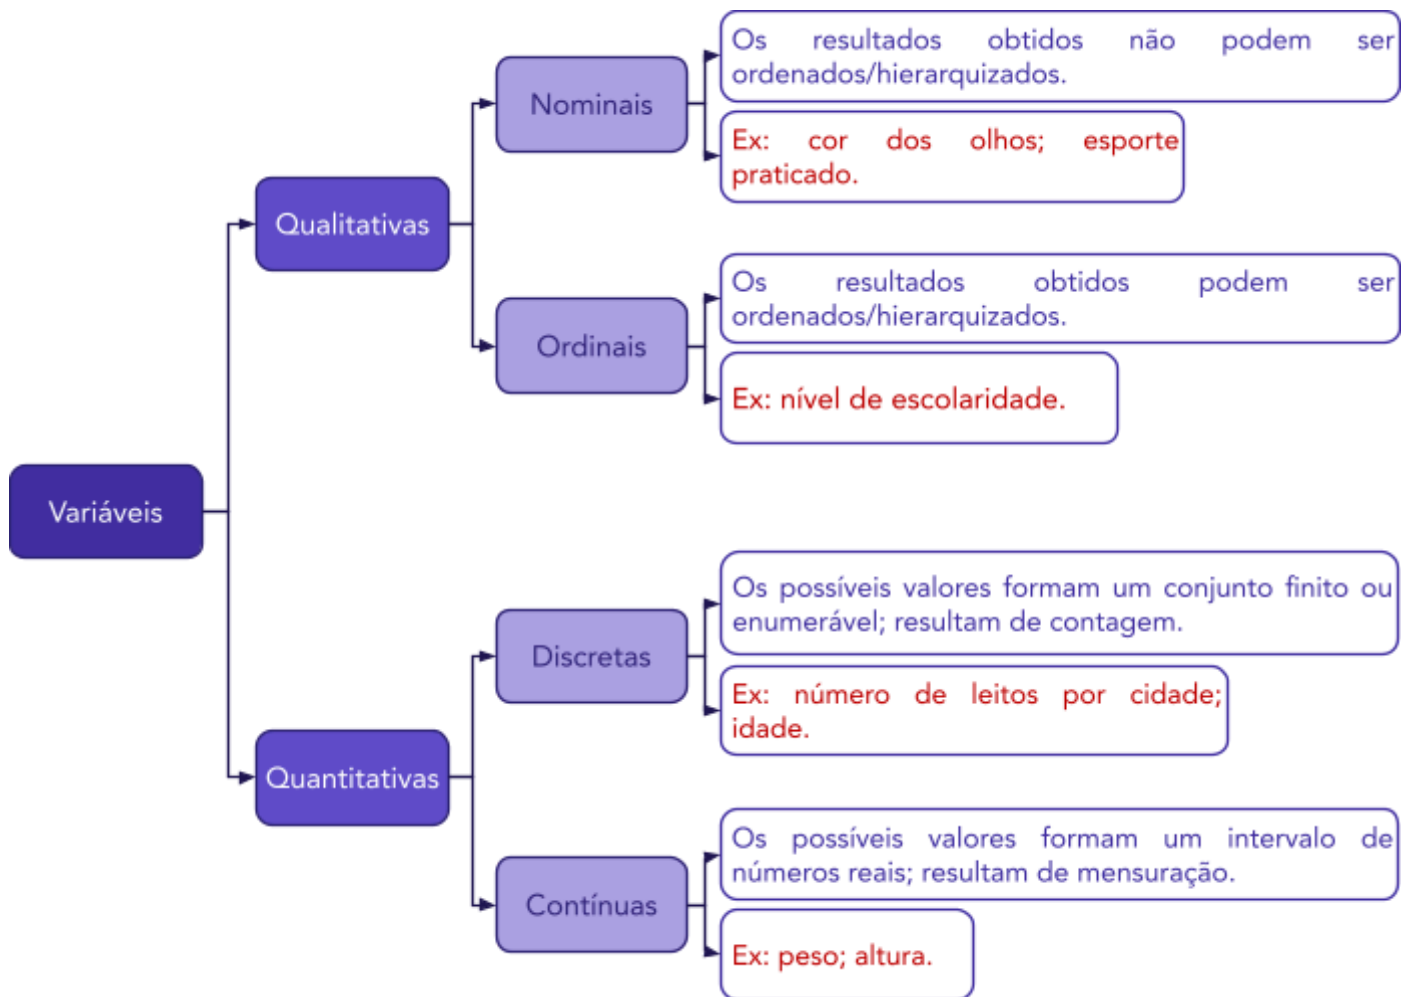 Variáveis
Qualitativas
Nominais
Os resultados obtidos não podem ser
ordenados/hierarquizados.
Ex: cor dos olhos; esporte
praticado.
Ordinais
Os resultados obtidos podem ser
ordenados/hierarquizados.
Ex: nível de escolaridade.
Quantitativas
Discretas
Os possíveis valores formam um conjunto finito ou
enumerável; resultam de contagem.
Ex: número de leitos por cidade;
idade.
Contínuas
Os possíveis valores formam um intervalo de
números reais; resultam de mensuração.
Ex: peso; altura.